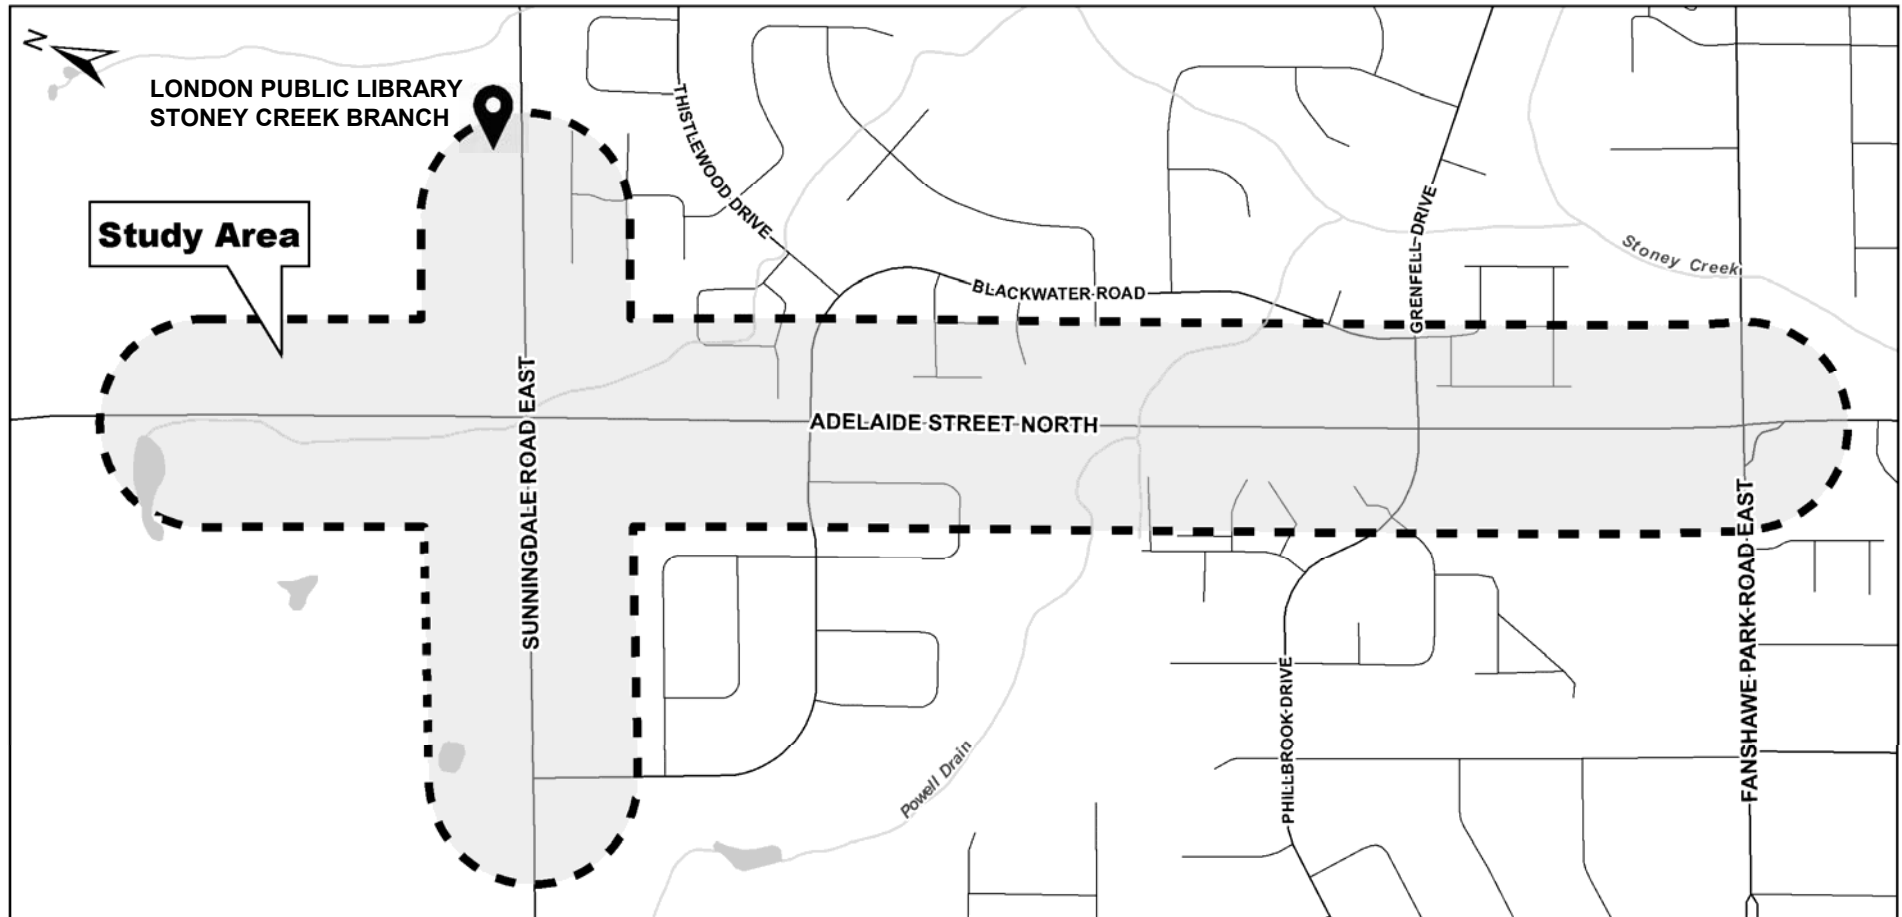 N
LONDON PUBLIC LIBRARY
STONEY CREEK BRANCH
THISTLEWOOD DRIVE
Study Area
GRENFELL DRIVE
Stoney Creek
BLACKWATER ROAD
SUNNINGDALE ROAD EAST
ADELAIDE STREET NORTH
FANSHAWE PARK ROAD EAST
PHILLBROOK DRIVE
Powell Drain